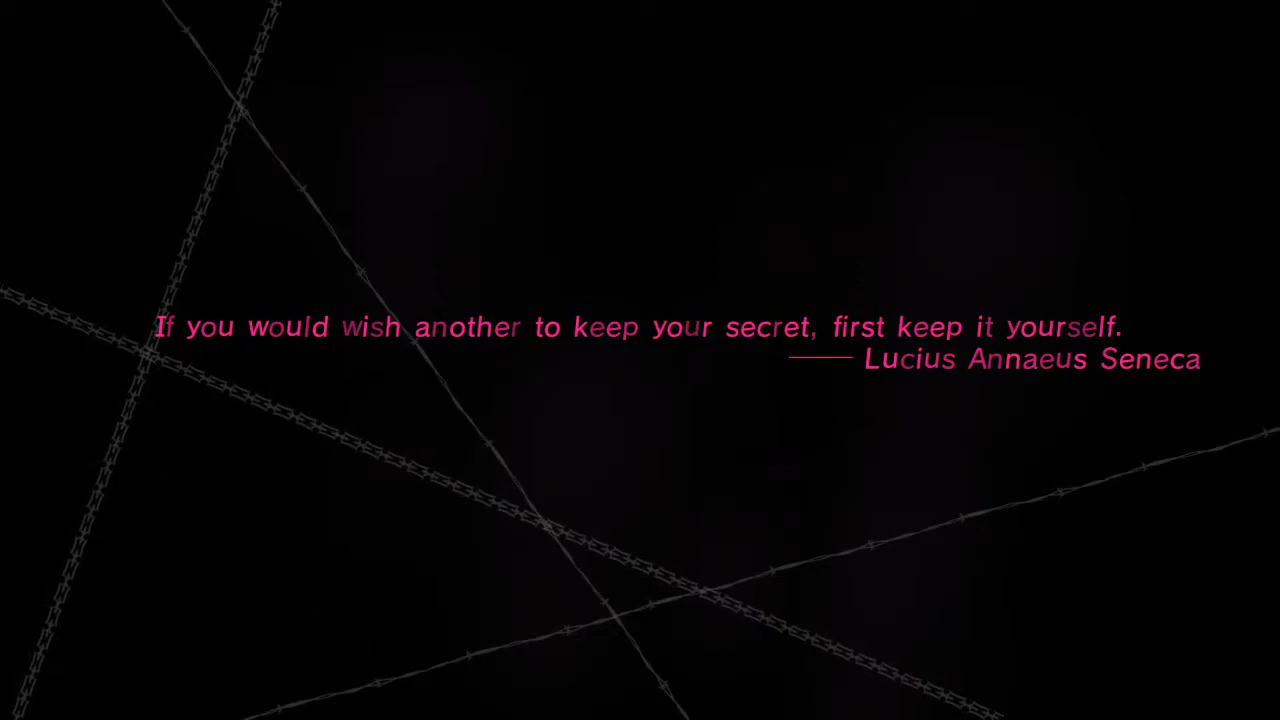 If you would wish another to keep your secret, first keep it yourself.
—— Lucius Annaeus Seneca